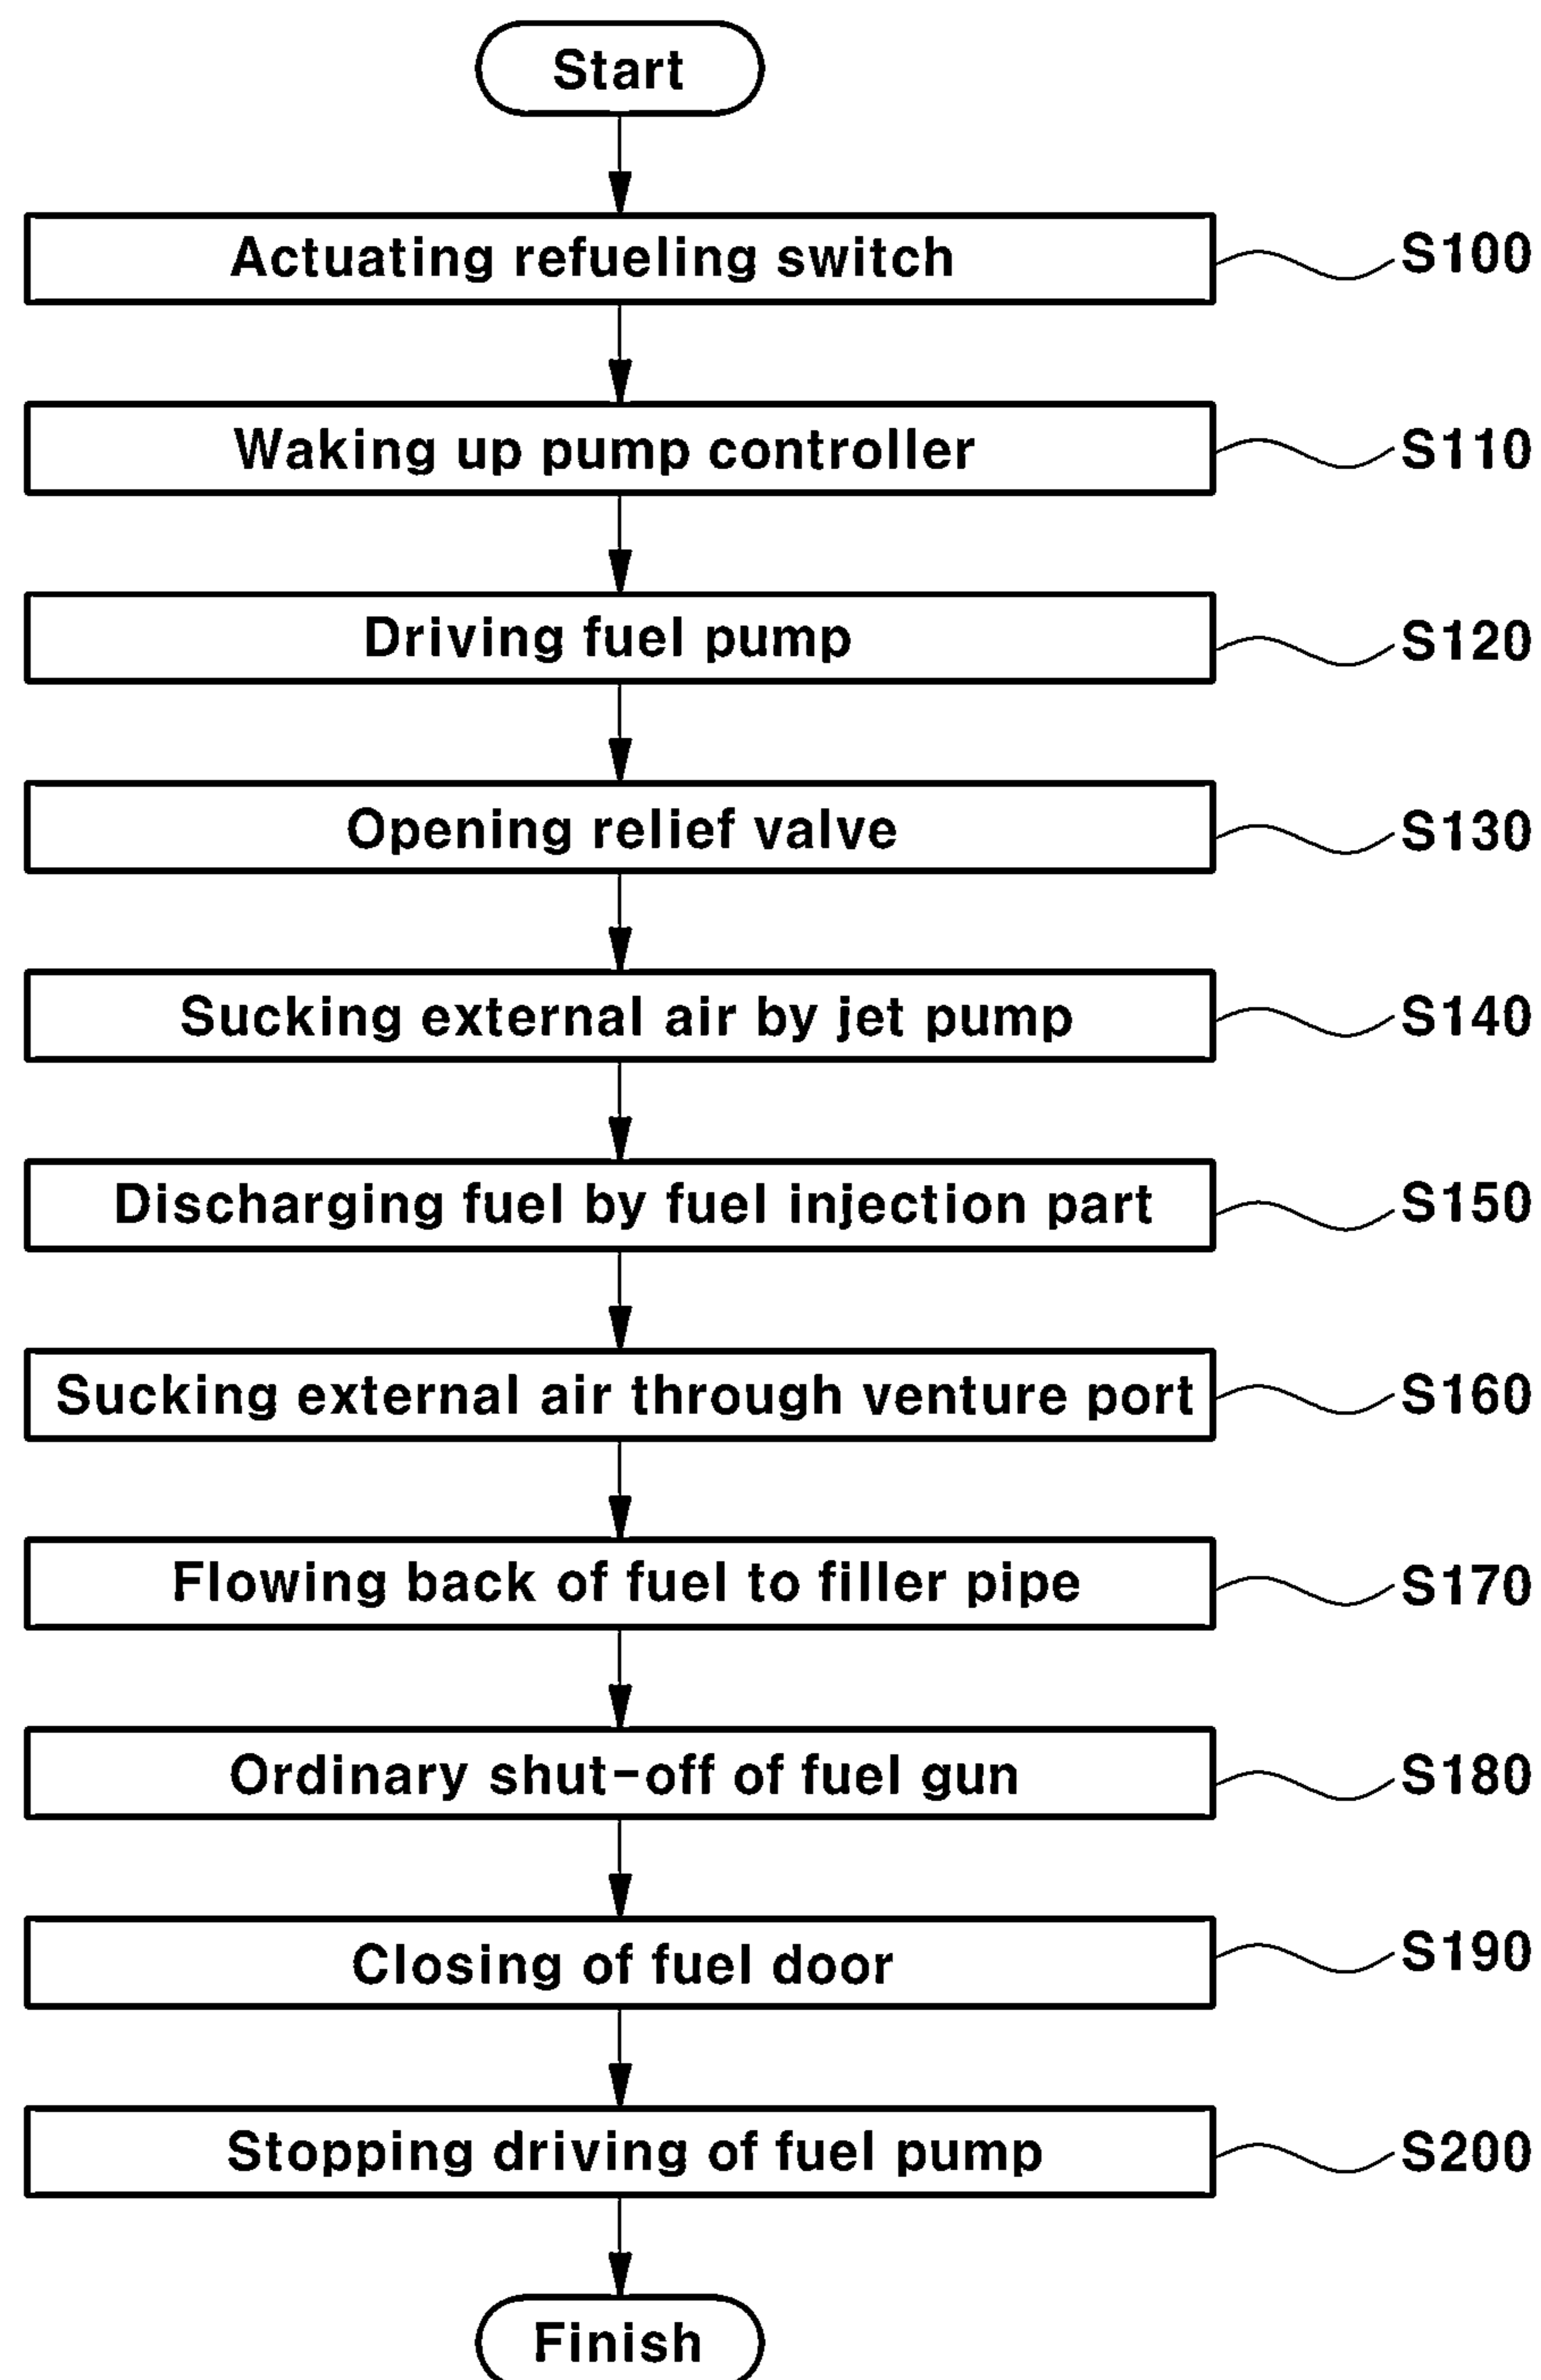 Start
Actuating refueling switch S100
Waking up pump controller S110
Driving fuel pump S120
Opening relief valve S130
Sucking external air by jet pump S140
Discharging fuel by fuel injection part S150
Sucking external air through venture port S160
Flowing back of fuel to filler pipe S170
Ordinary shut-off of fuel gun S180
Closing of fuel door S190
Stopping driving of fuel pump S200
Finish